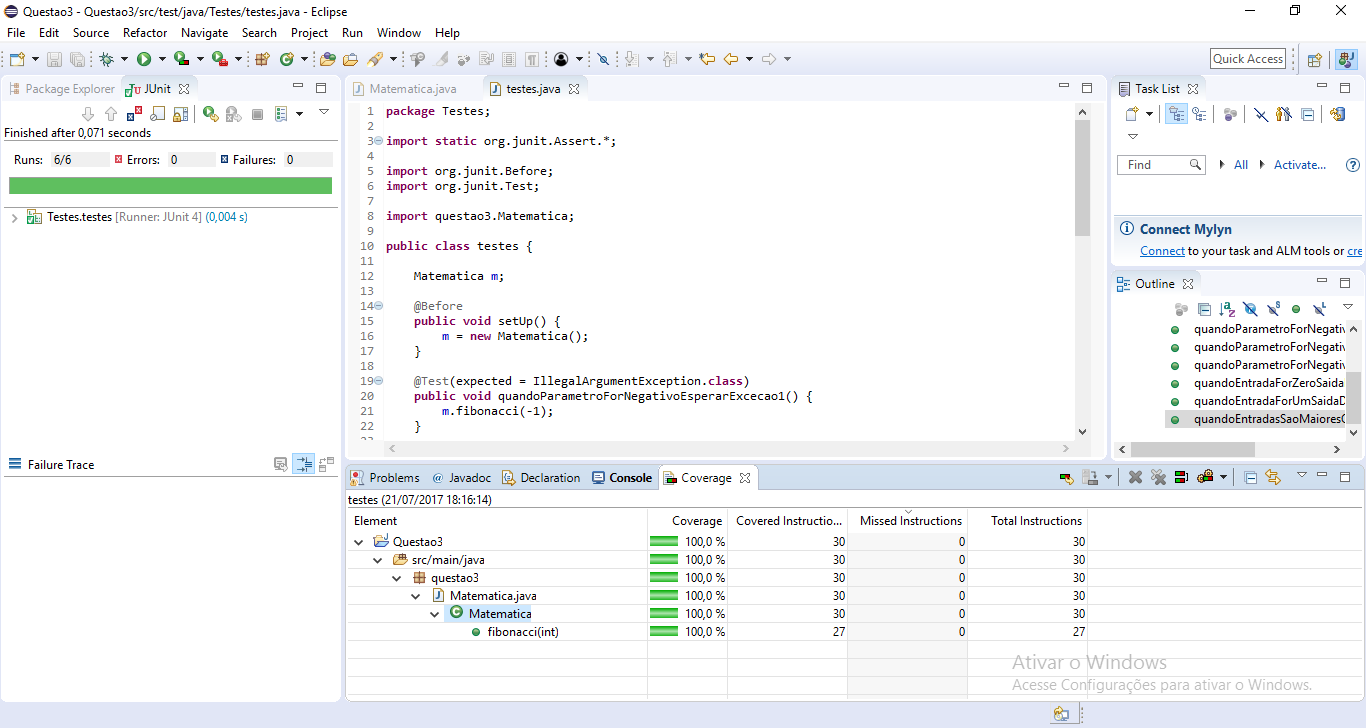 Questao3 - Questao3/src/test/java/Testes/testes.java - Eclipse
File Edit Source Refactor Navigate Search Project Run Window Help
Quick Access
Package Explorer JUnit
Finished after 0,071 seconds
Runs: 6/6 Errors: 0 Failures: 0
Testes.testes [Runner: JUnit 4] (0,004 s)
Failure Trace
Matematica.java testes.java
1 package Testes;
2
3 import static org.junit.Assert.*;
4
5 import org.junit.Before;
6 import org.junit.Test;
7
8 import questao3.Matematica;
9
10 public class testes {
11
12 Matematica m;
13
14 @Before
15 public void setUp() {
16 m = new Matematica();
17 }
18
19 @Test(expected = IllegalArgumentException.class)
20 public void quandoParametroForNegativoEsperarExcecao1() {
21 m.fibonacci(-1);
22 }
Task List
Find All Activate...
Connect Mylyn
Connect to your task and ALM tools or cre
Outline
quandoParametroForNegativ
quandoParametroForNegativ
quandoParametroForNegativ
quandoEntradaForZeroSaida
quandoEntradaForUmSaidaD
quandoEntradasSaoMaiores
Problems @ Javadoc Declaration Console Coverage
testes (21/07/2017 18:16:14)
Element Coverage Covered Instructio... Missed Instructions Total Instructions
Questao3 100,0 % 30 0 30
src/main/java 100,0 % 30 0 30
questao3 100,0 % 30 0 30
Matematica.java 100,0 % 30 0 30
Matematica 100,0 % 30 0 30
fibonacci(int) 100,0 % 27 0 27
Ativar o Windows
Acesse Configurações para ativar o Windows.